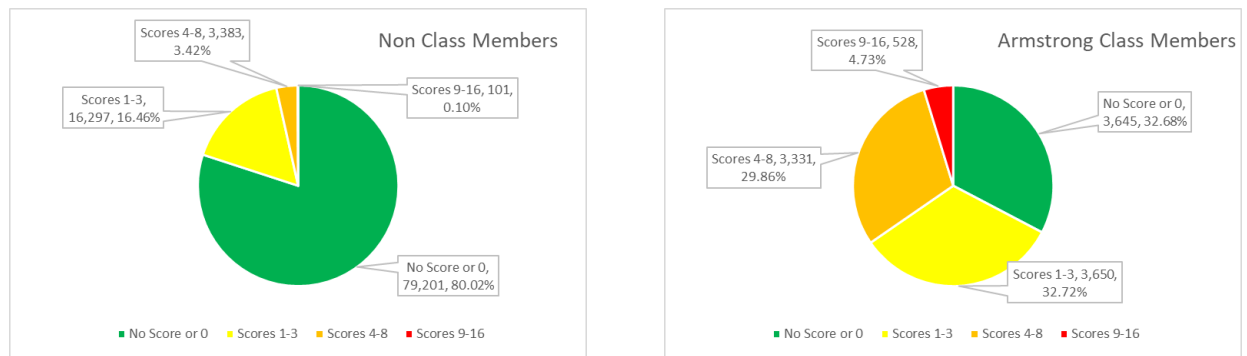 Non Class Members
Scores 4-8, 3,383,
3.42%
Scores 9-16, 101,
0.10%
Scores 1-3,
16,297, 16.46%
No Score or 0,
79,201, 80.02%
No Score or 0 Scores 1-3 Scores 4-8 Scores 9-16
Armstrong Class Members
Scores 9-16, 528,
4.73%
No Score or 0,
3,645, 32.68%
Scores 4-8, 3,331,
29.86%
Scores 1-3, 3,650,
32.72%
No Score or 0 Scores 1-3 Scores 4-8 Scores 9-16